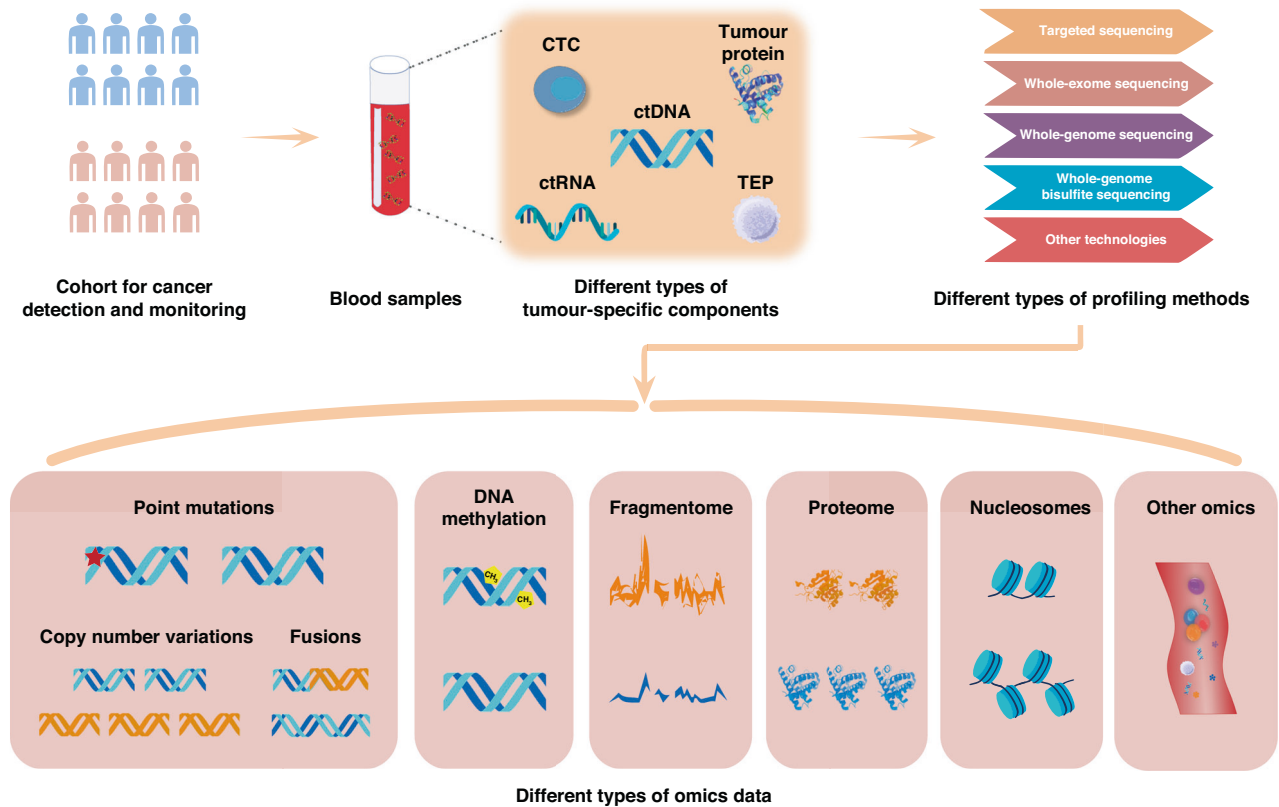 CTC
Tumour
protein
ctDNA
ctRNA
TEP
Targeted sequencing
Whole-exome sequencing
Whole-genome sequencing
Whole-genome
bisulfite sequencing
Other technologies
Cohort for cancer
detection and monitoring
Blood samples
Different types of
tumour-specific components
Different types of profiling methods
Point mutations
Copy number variations
Fusions
DNA
methylation
CH3
CH3
Fragmentome
Proteome
Nucleosomes
Other omics
Different types of omics data